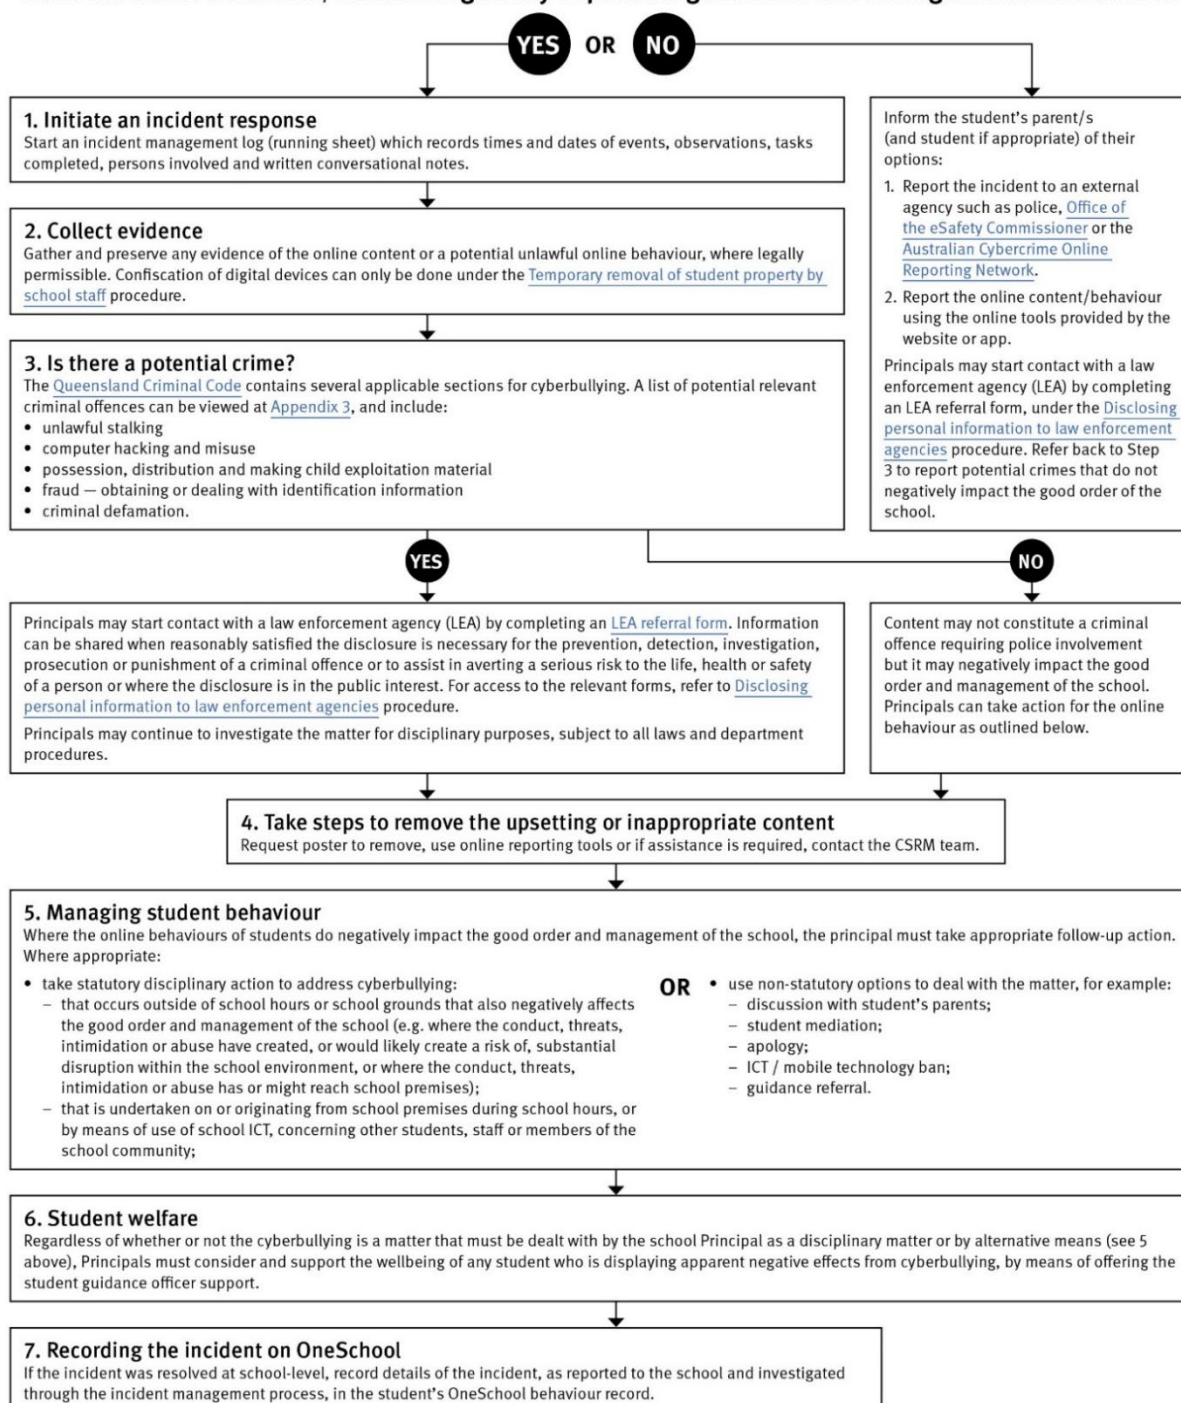 YES OR NO
1. Initiate an incident response
Start an incident management log (running sheet) which records times and dates of events, observations, tasks
completed, persons involved and written conversational notes.
2. Collect evidence
Gather and preserve any evidence of the online content or a potential unlawful online behaviour, where legally
permissible. Confiscation of digital devices can only be done under the Temporary removal of student property by
school staff procedure.
3. Is there a potential crime?
The Queensland Criminal Code contains several applicable sections for cyberbullying. A list of potential relevant
criminal offences can be viewed at Appendix 3, and include:
• unlawful stalking
• computer hacking and misuse
• possession, distribution and making child exploitation material
• fraud — obtaining or dealing with identification information
• criminal defamation.
Inform the student's parent/s
(and student if appropriate) of their
options:
1. Report the incident to an external
agency such as police, Office of
the eSafety Commissioner or the
Australian Cybercrime Online
Reporting Network.
2. Report the online content/behaviour
using the online tools provided by the
website or app.
Principals may start contact with a law
enforcement agency (LEA) by completing
an LEA referral form, under the Disclosing
personal information to law enforcement
agencies procedure. Refer back to Step
3 to report potential crimes that do not
negatively impact the good order of the
school.
YES
NO
Principals may start contact with a law enforcement agency (LEA) by completing an LEA referral form. Information
can be shared when reasonably satisfied the disclosure is necessary for the prevention, detection, investigation,
prosecution or punishment of a criminal offence or to assist in averting a serious risk to the life, health or safety
of a person or where the disclosure is in the public interest. For access to the relevant forms, refer to Disclosing
personal information to law enforcement agencies procedure.
Principals may continue to investigate the matter for disciplinary purposes, subject to all laws and department
procedures.
Content may not constitute a criminal
offence requiring police involvement
but it may negatively impact the good
order and management of the school.
Principals can take action for the online
behaviour as outlined below.
4. Take steps to remove the upsetting or inappropriate content
Request poster to remove, use online reporting tools or if assistance is required, contact the CSRM team.
5. Managing student behaviour
Where the online behaviours of students do negatively impact the good order and management of the school, the principal must take appropriate follow-up action.
Where appropriate:
• take statutory disciplinary action to address cyberbullying:
– that occurs outside of school hours or school grounds that also negatively affects
the good order and management of the school (e.g. where the conduct, threats,
intimidation or abuse have created, or would likely create a risk of, substantial
disruption within the school environment, or where the conduct, threats,
intimidation or abuse has or might reach school premises);
– that is undertaken on or originating from school premises during school hours, or
by means of use of school ICT, concerning other students, staff or members of the
school community;
OR
• use non-statutory options to deal with the matter, for example:
– discussion with student's parents;
– student mediation;
– apology;
– ICT / mobile technology ban;
– guidance referral.
6. Student welfare
Regardless of whether or not the cyberbullying is a matter that must be dealt with by the school Principal as a disciplinary matter or by alternative means (see 5
above), Principals must consider and support the wellbeing of any student who is displaying apparent negative effects from cyberbullying, by means of offering the
student guidance officer support.
7. Recording the incident on OneSchool
If the incident was resolved at school-level, record details of the incident, as reported to the school and investigated
through the incident management process, in the student's OneSchool behaviour record.